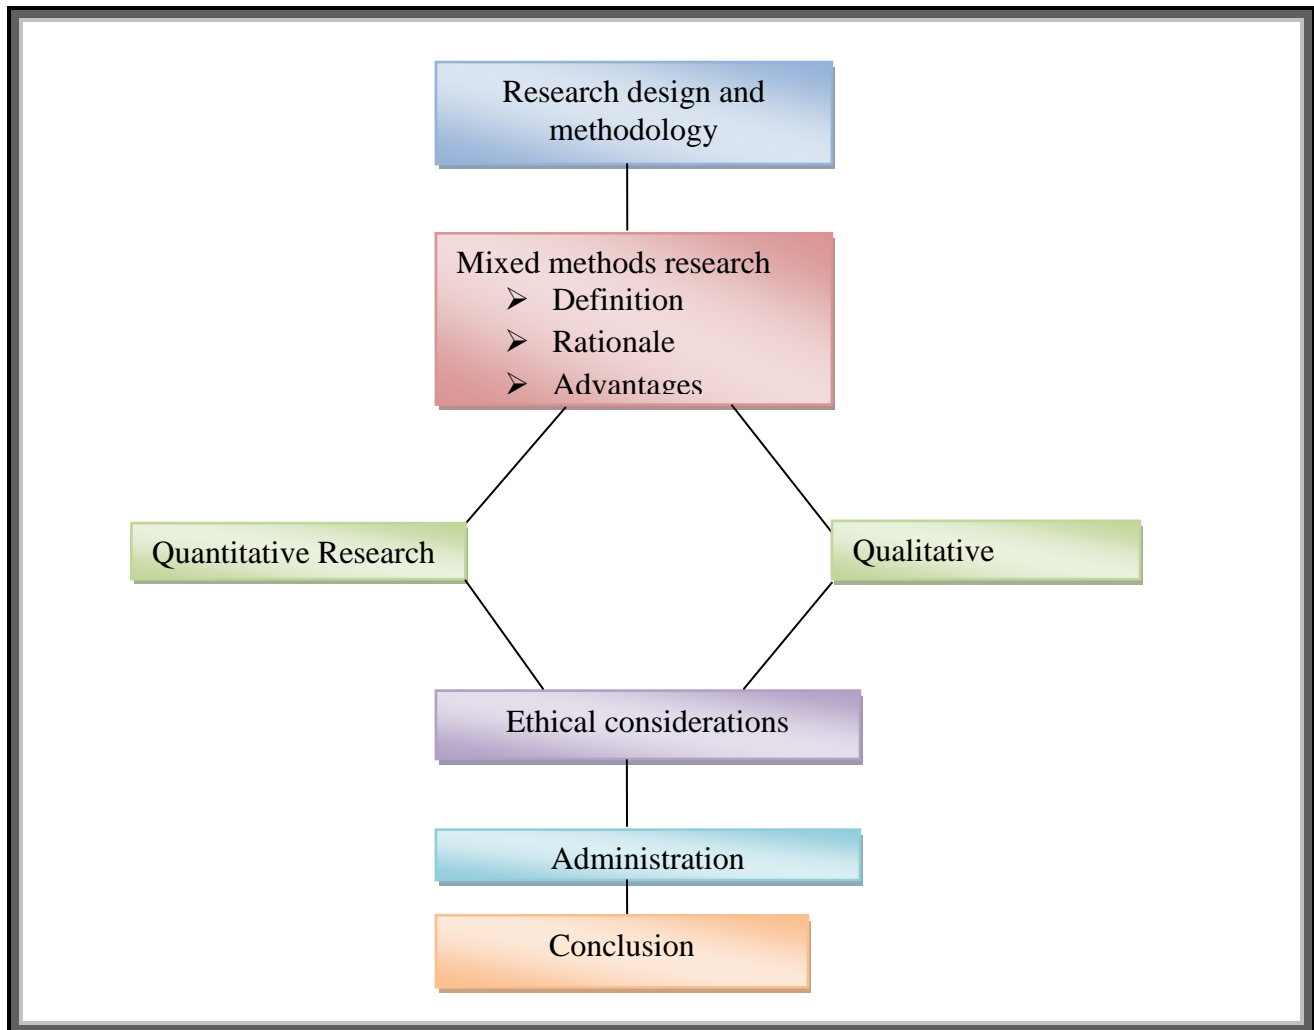 Research design and
methodology
Mixed methods research
➢ Definition
➢ Rationale
➢ Advantages
Quantitative Research
Qualitative
Ethical considerations
Administration
Conclusion